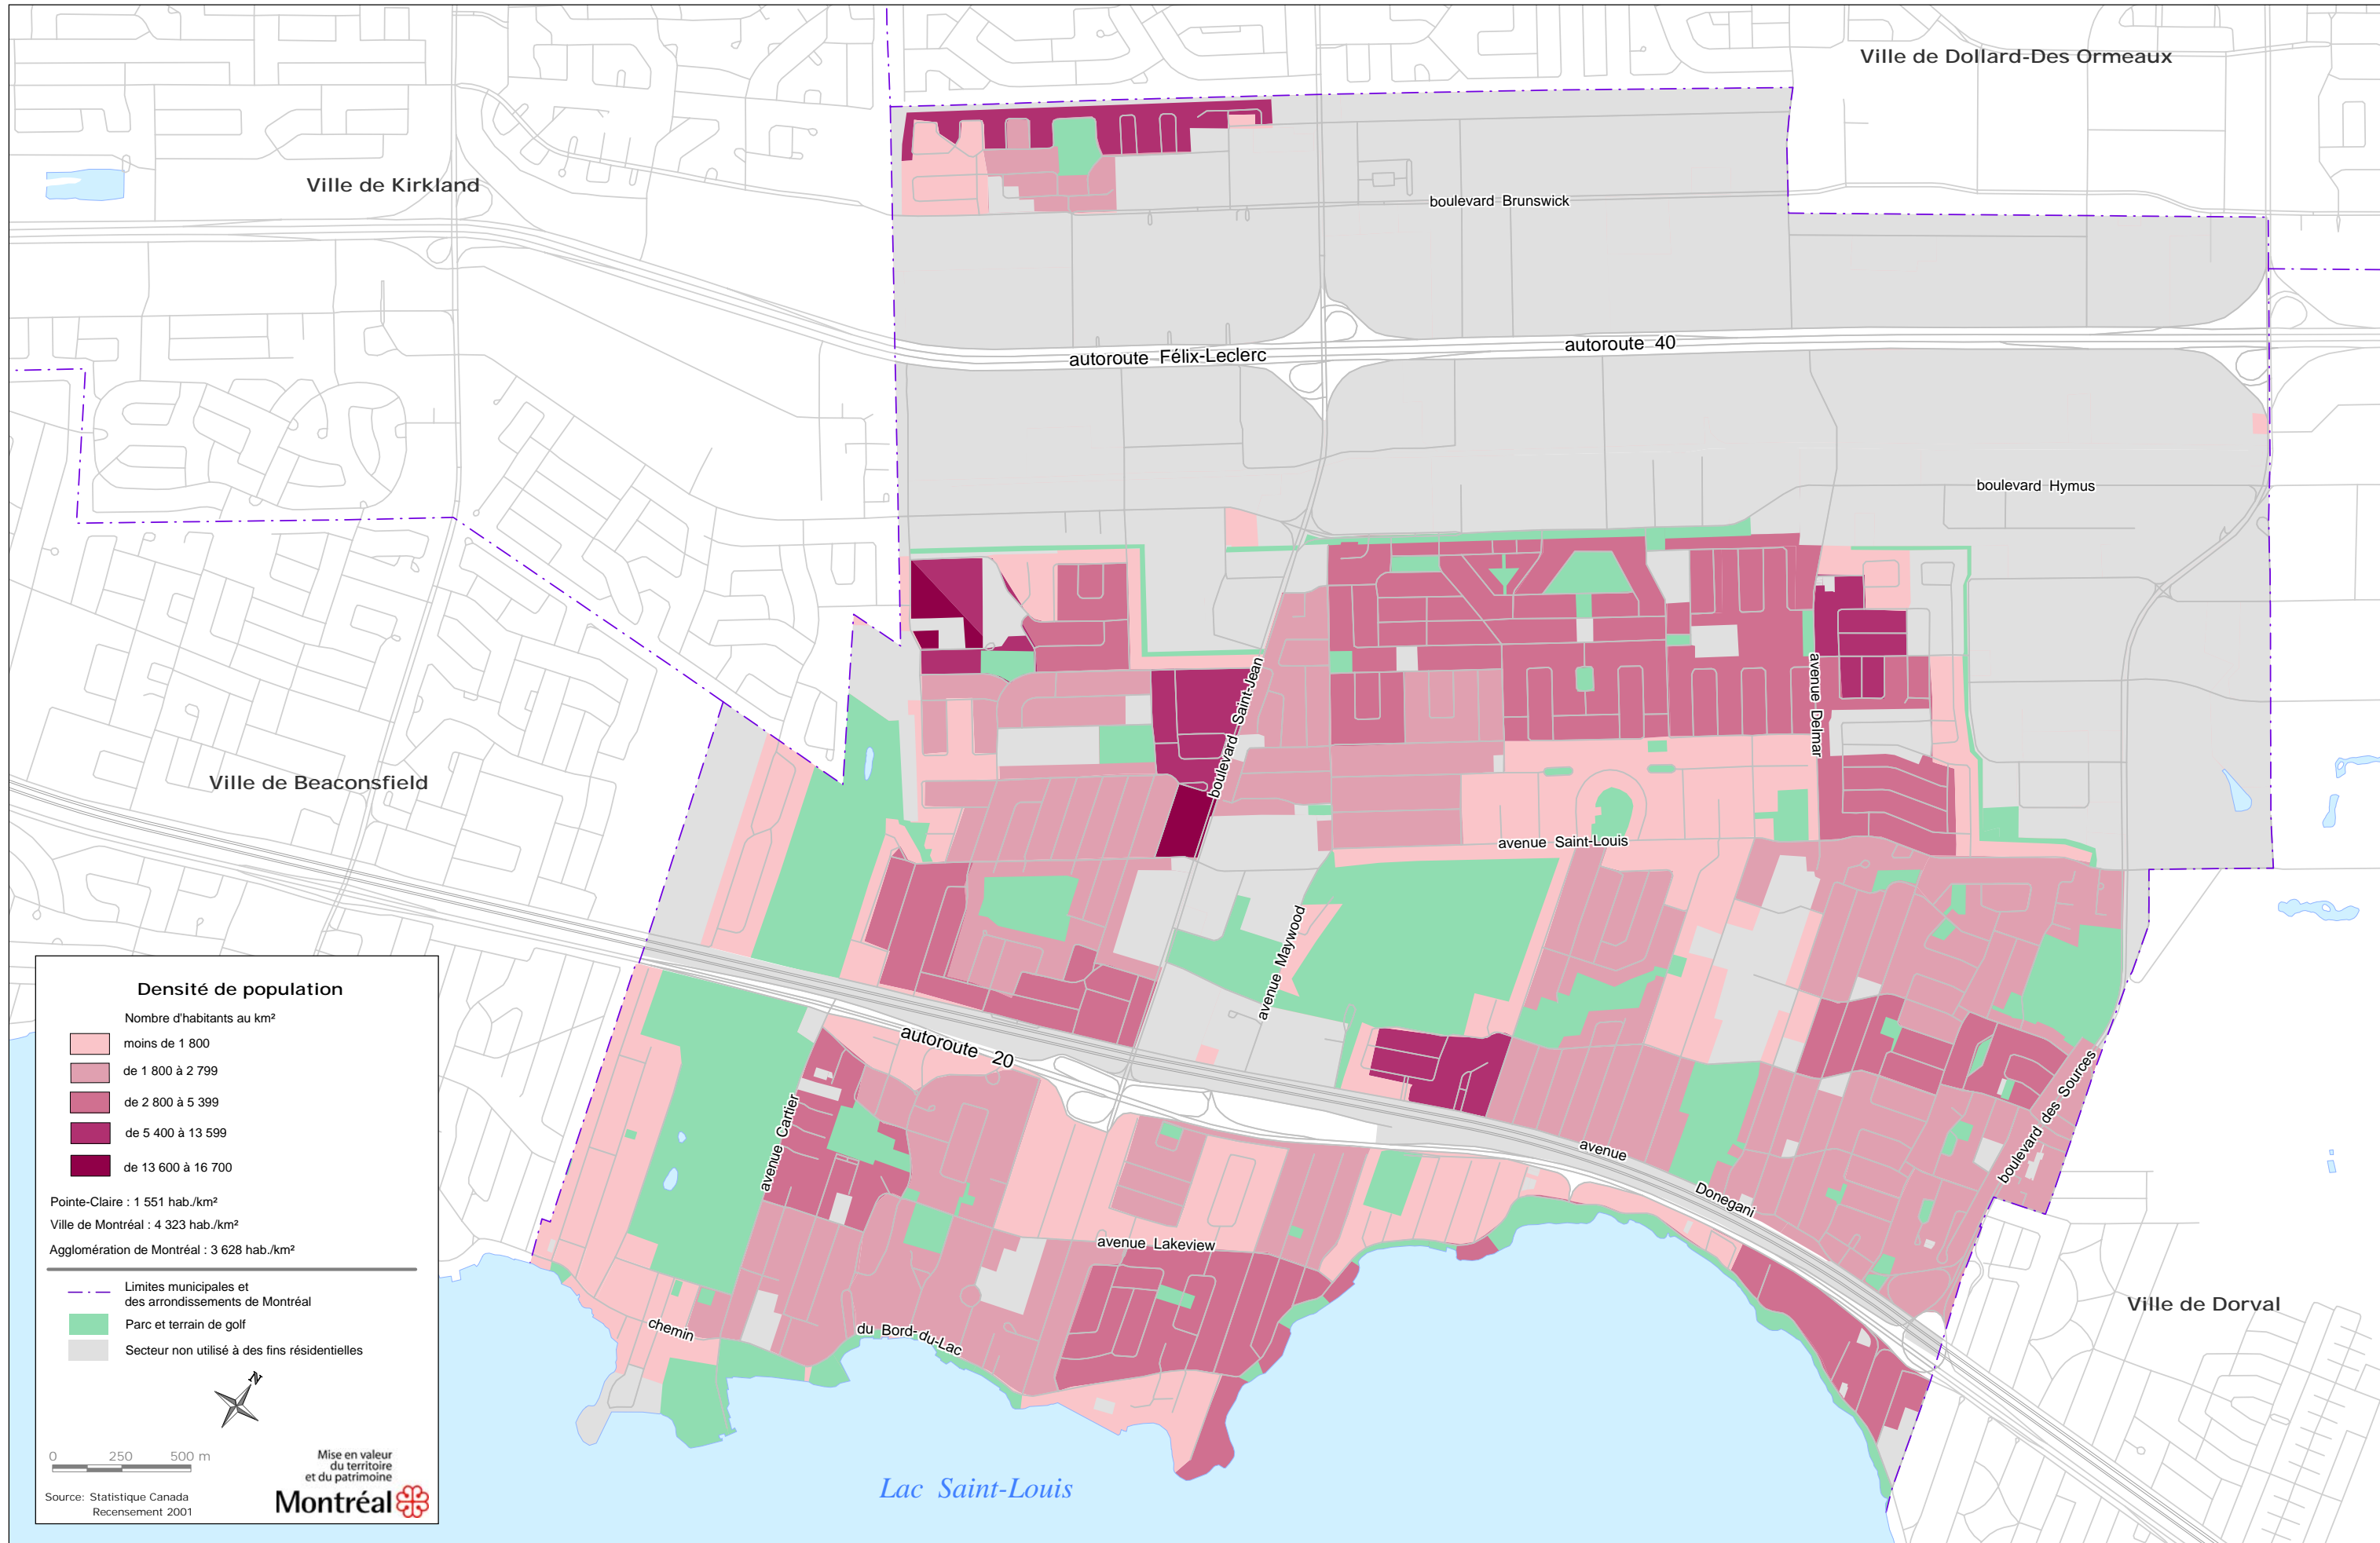 Ville de Dollard-Des Ormeaux
Ville de Kirkland
boulevard Brunswick
autoroute Félix-Leclerc
autoroute 40
boulevard Hymus
boulevard Saint-Jean
avenue Delmar
Ville de Beaconsfield
avenue Saint-Louis
avenue Maywood
autoroute 20
avenue Cartier
boulevard des Sources
avenue
Donegani
avenue Lakeview
Ville de Dorval
chemin
du Bord-du-Lac
Lac Saint-Louis
Densité de population
Nombre d'habitants au km²
moins de 1 800
de 1 800 à 2 799
de 2 800 à 5 399
de 5 400 à 13 599
de 13 600 à 16 700
Pointe-Claire : 1 551 hab./km²
Ville de Montréal : 4 323 hab./km²
Agglomération de Montréal : 3 628 hab./km²
Limites municipales et
des arrondissements de Montréal
Parc et terrain de golf
Secteur non utilisé à des fins résidentielles
N
0 250 500 m
Mise en valeur
du territoire
et du patrimoine
Montréal
Source: Statistique Canada
Recensement 2001